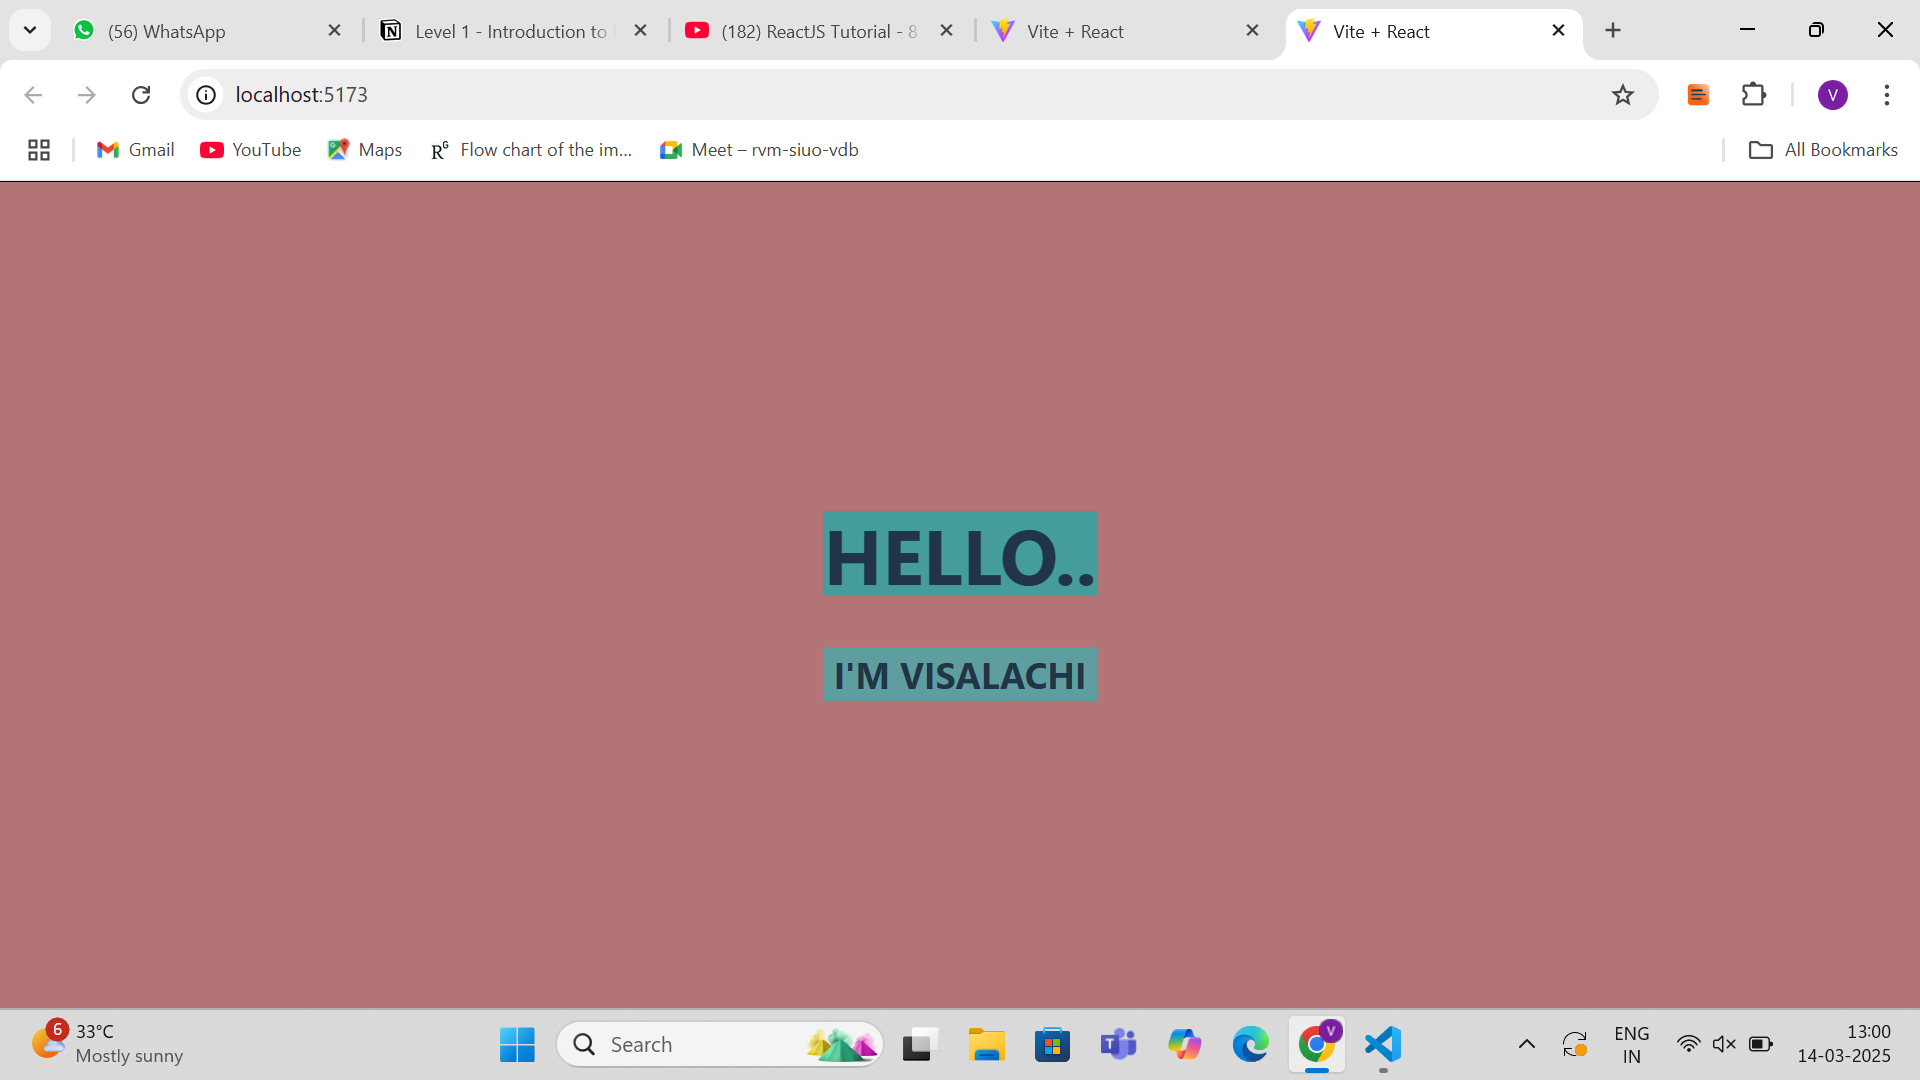 (56) WhatsApp
Level 1 - Introduction to
(182) ReactJS Tutorial - 8
Vite + React
Vite + React
localhost:5173
V
Gmail
YouTube
Maps
RG
Flow chart of the im...
Meet – rvm-siuo-vdb
All Bookmarks
HELLO..
I'M VISALACHI
6
33°C
Mostly sunny
Search
T
V
ENG
IN
13:00
14-03-2025